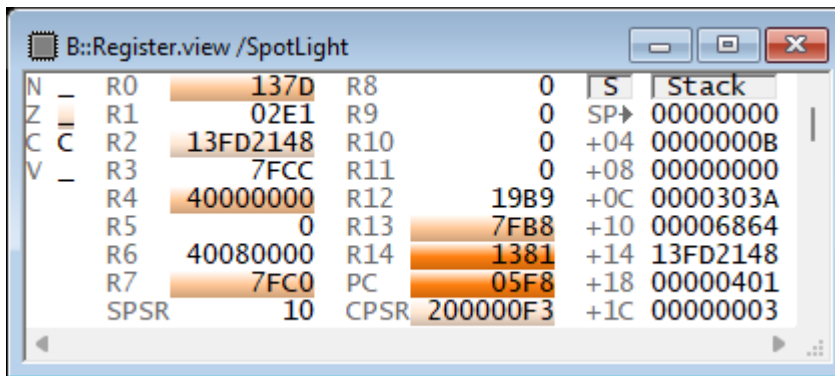 B::Register.view /SpotLight
N _ R0 137D R8 0 S Stack
Z _ R1 02E1 R9 0 SP 00000000
C C R2 13FD2148 R10 0 +04 0000000B
V _ R3 7FCC R11 0 +08 00000000
R4 40000000 R12 19B9 +0C 0000303A
R5 0 R13 7FB8 +10 00006864
R6 40080000 R14 1381 +14 13FD2148
R7 7FC0 PC 05F8 +18 00000401
SPSR 10 CPSR 200000F3 +1C 00000003